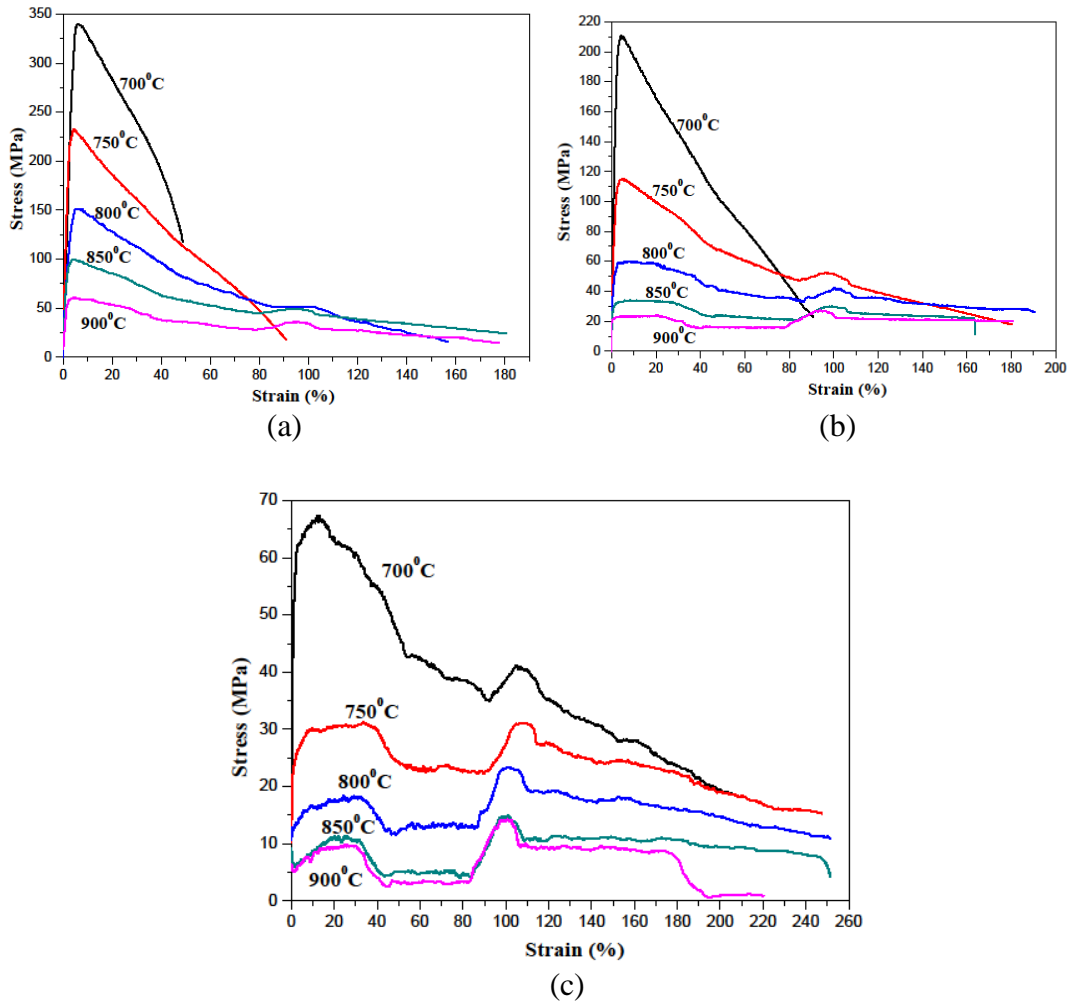 350
300
250
200
150
100
50
0
Stress (MPa)
700⁰C
750⁰C
800⁰C
850⁰C
900⁰C
0 20 40 60 80 100 120 140 160 180
Strain (%)
(a)
220
200
180
160
140
120
100
80
60
40
20
0
Stress (MPa)
700⁰C
750⁰C
800⁰C
850⁰C
900⁰C
0 20 40 60 80 100 120 140 160 180 200
Strain (%)
(b)
70
60
50
40
30
20
10
0
Stress (MPa)
700⁰C
750⁰C
800⁰C
850⁰C
900⁰C
0 20 40 60 80 100 120 140 160 180 200 220 240 260
Strain (%)
(c)